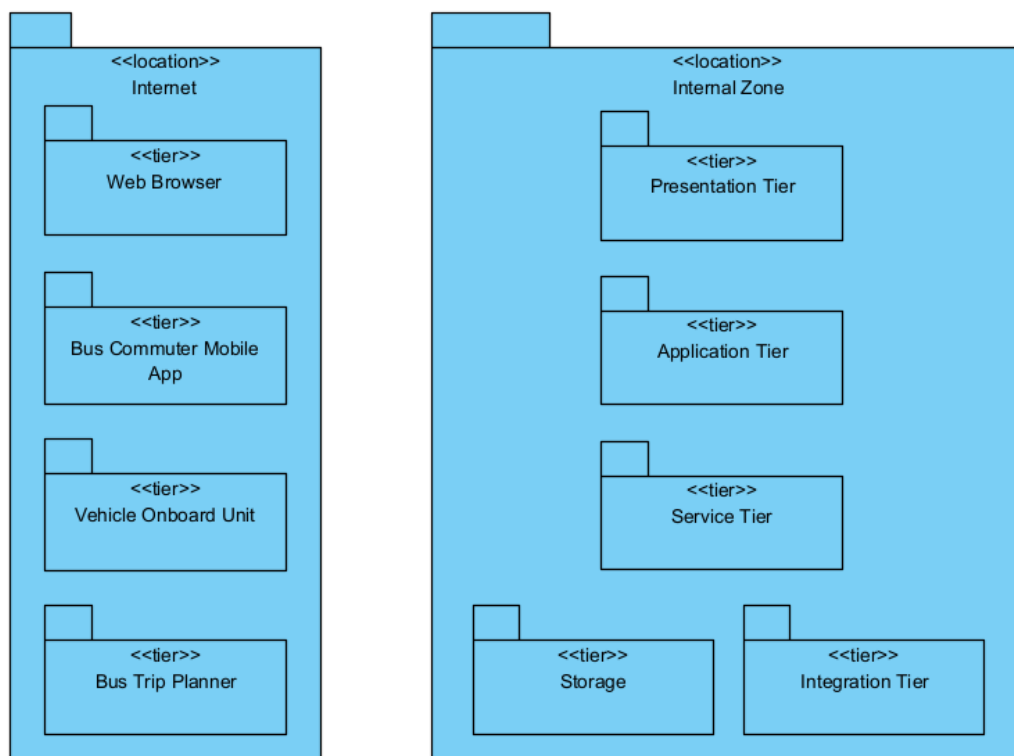 <<location>>
Internet
<<tier>>
Web Browser
<<tier>>
Bus Commuter Mobile
App
<<tier>>
Vehicle Onboard Unit
<<tier>>
Bus Trip Planner
<<location>>
Internal Zone
<<tier>>
Presentation Tier
<<tier>>
Application Tier
<<tier>>
Service Tier
<<tier>>
Storage
<<tier>>
Integration Tier